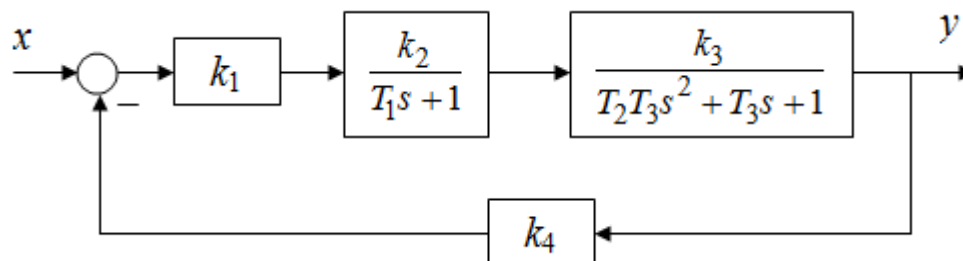 x
y
−
k₁
k₂
T₁s + 1
k₃
T₂T₃s² + T₃s + 1
k₄